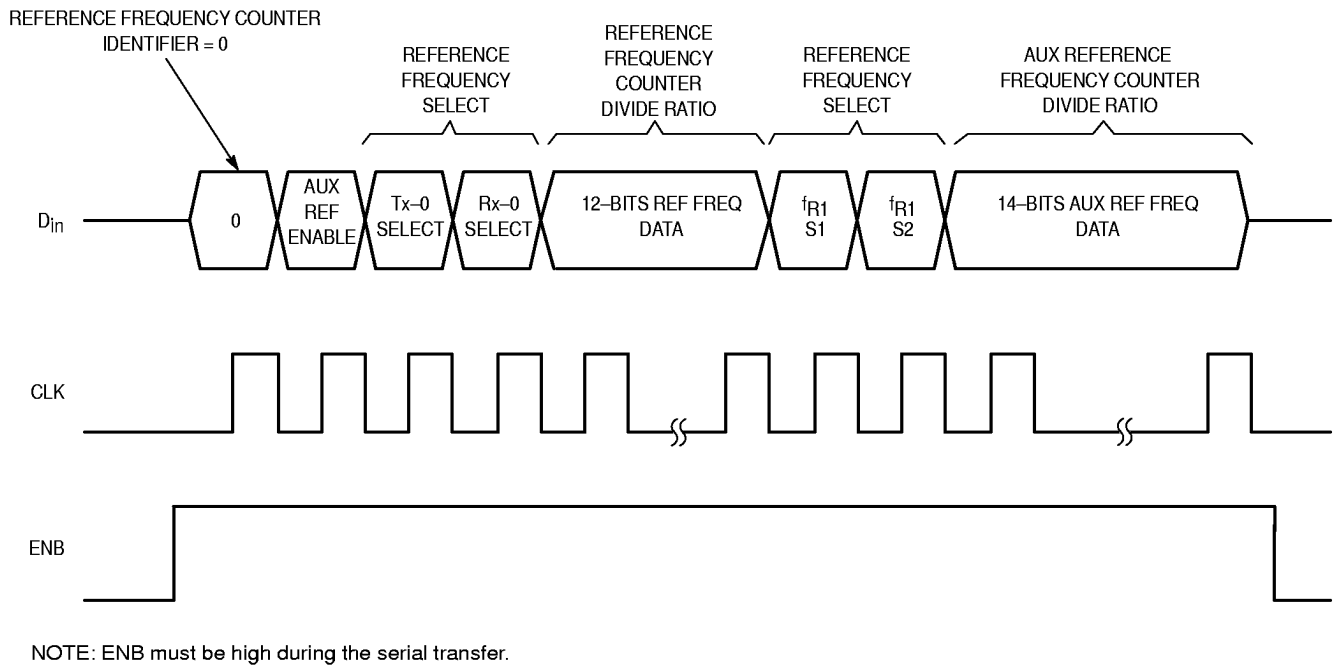 REFERENCE FREQUENCY COUNTER
IDENTIFIER = 0
REFERENCE
FREQUENCY
SELECT
REFERENCE
FREQUENCY
COUNTER
DIVIDE RATIO
REFERENCE
FREQUENCY
SELECT
AUX REFERENCE
FREQUENCY COUNTER
DIVIDE RATIO
Din
0
AUX
REF
ENABLE
Tx–0
SELECT
Rx–0
SELECT
12–BITS REF FREQ
DATA
fR1
S1
fR1
S2
14–BITS AUX REF FREQ
DATA
CLK
ENB
NOTE: ENB must be high during the serial transfer.